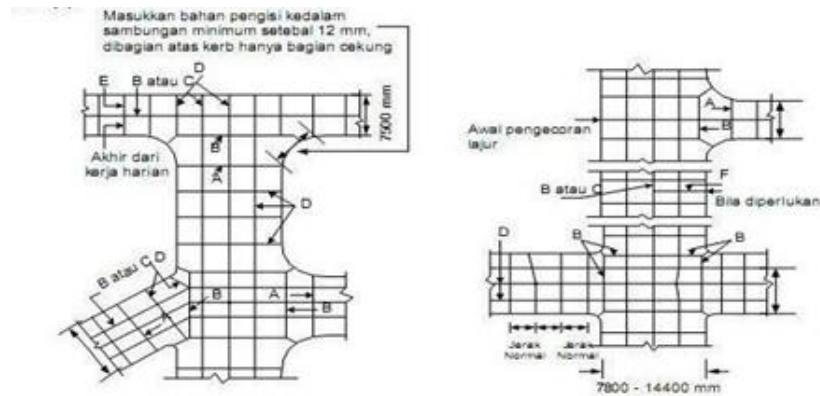 Masukkan bahan pengisi kedalam
sambungan minimum setebal 12 mm,
dibagian atas kerb hanya bagian cekung
D
E
B atau C
7500 mm
B
A
Akhir dari
kerja harian
D
B atau C
D
B
A
B
A
Awal pengecoran
lajur
B
F
B atau C
Bila diperlukan
D
B
B
Jarak
Normal
Jarak
Normal
7800 - 14400 mm